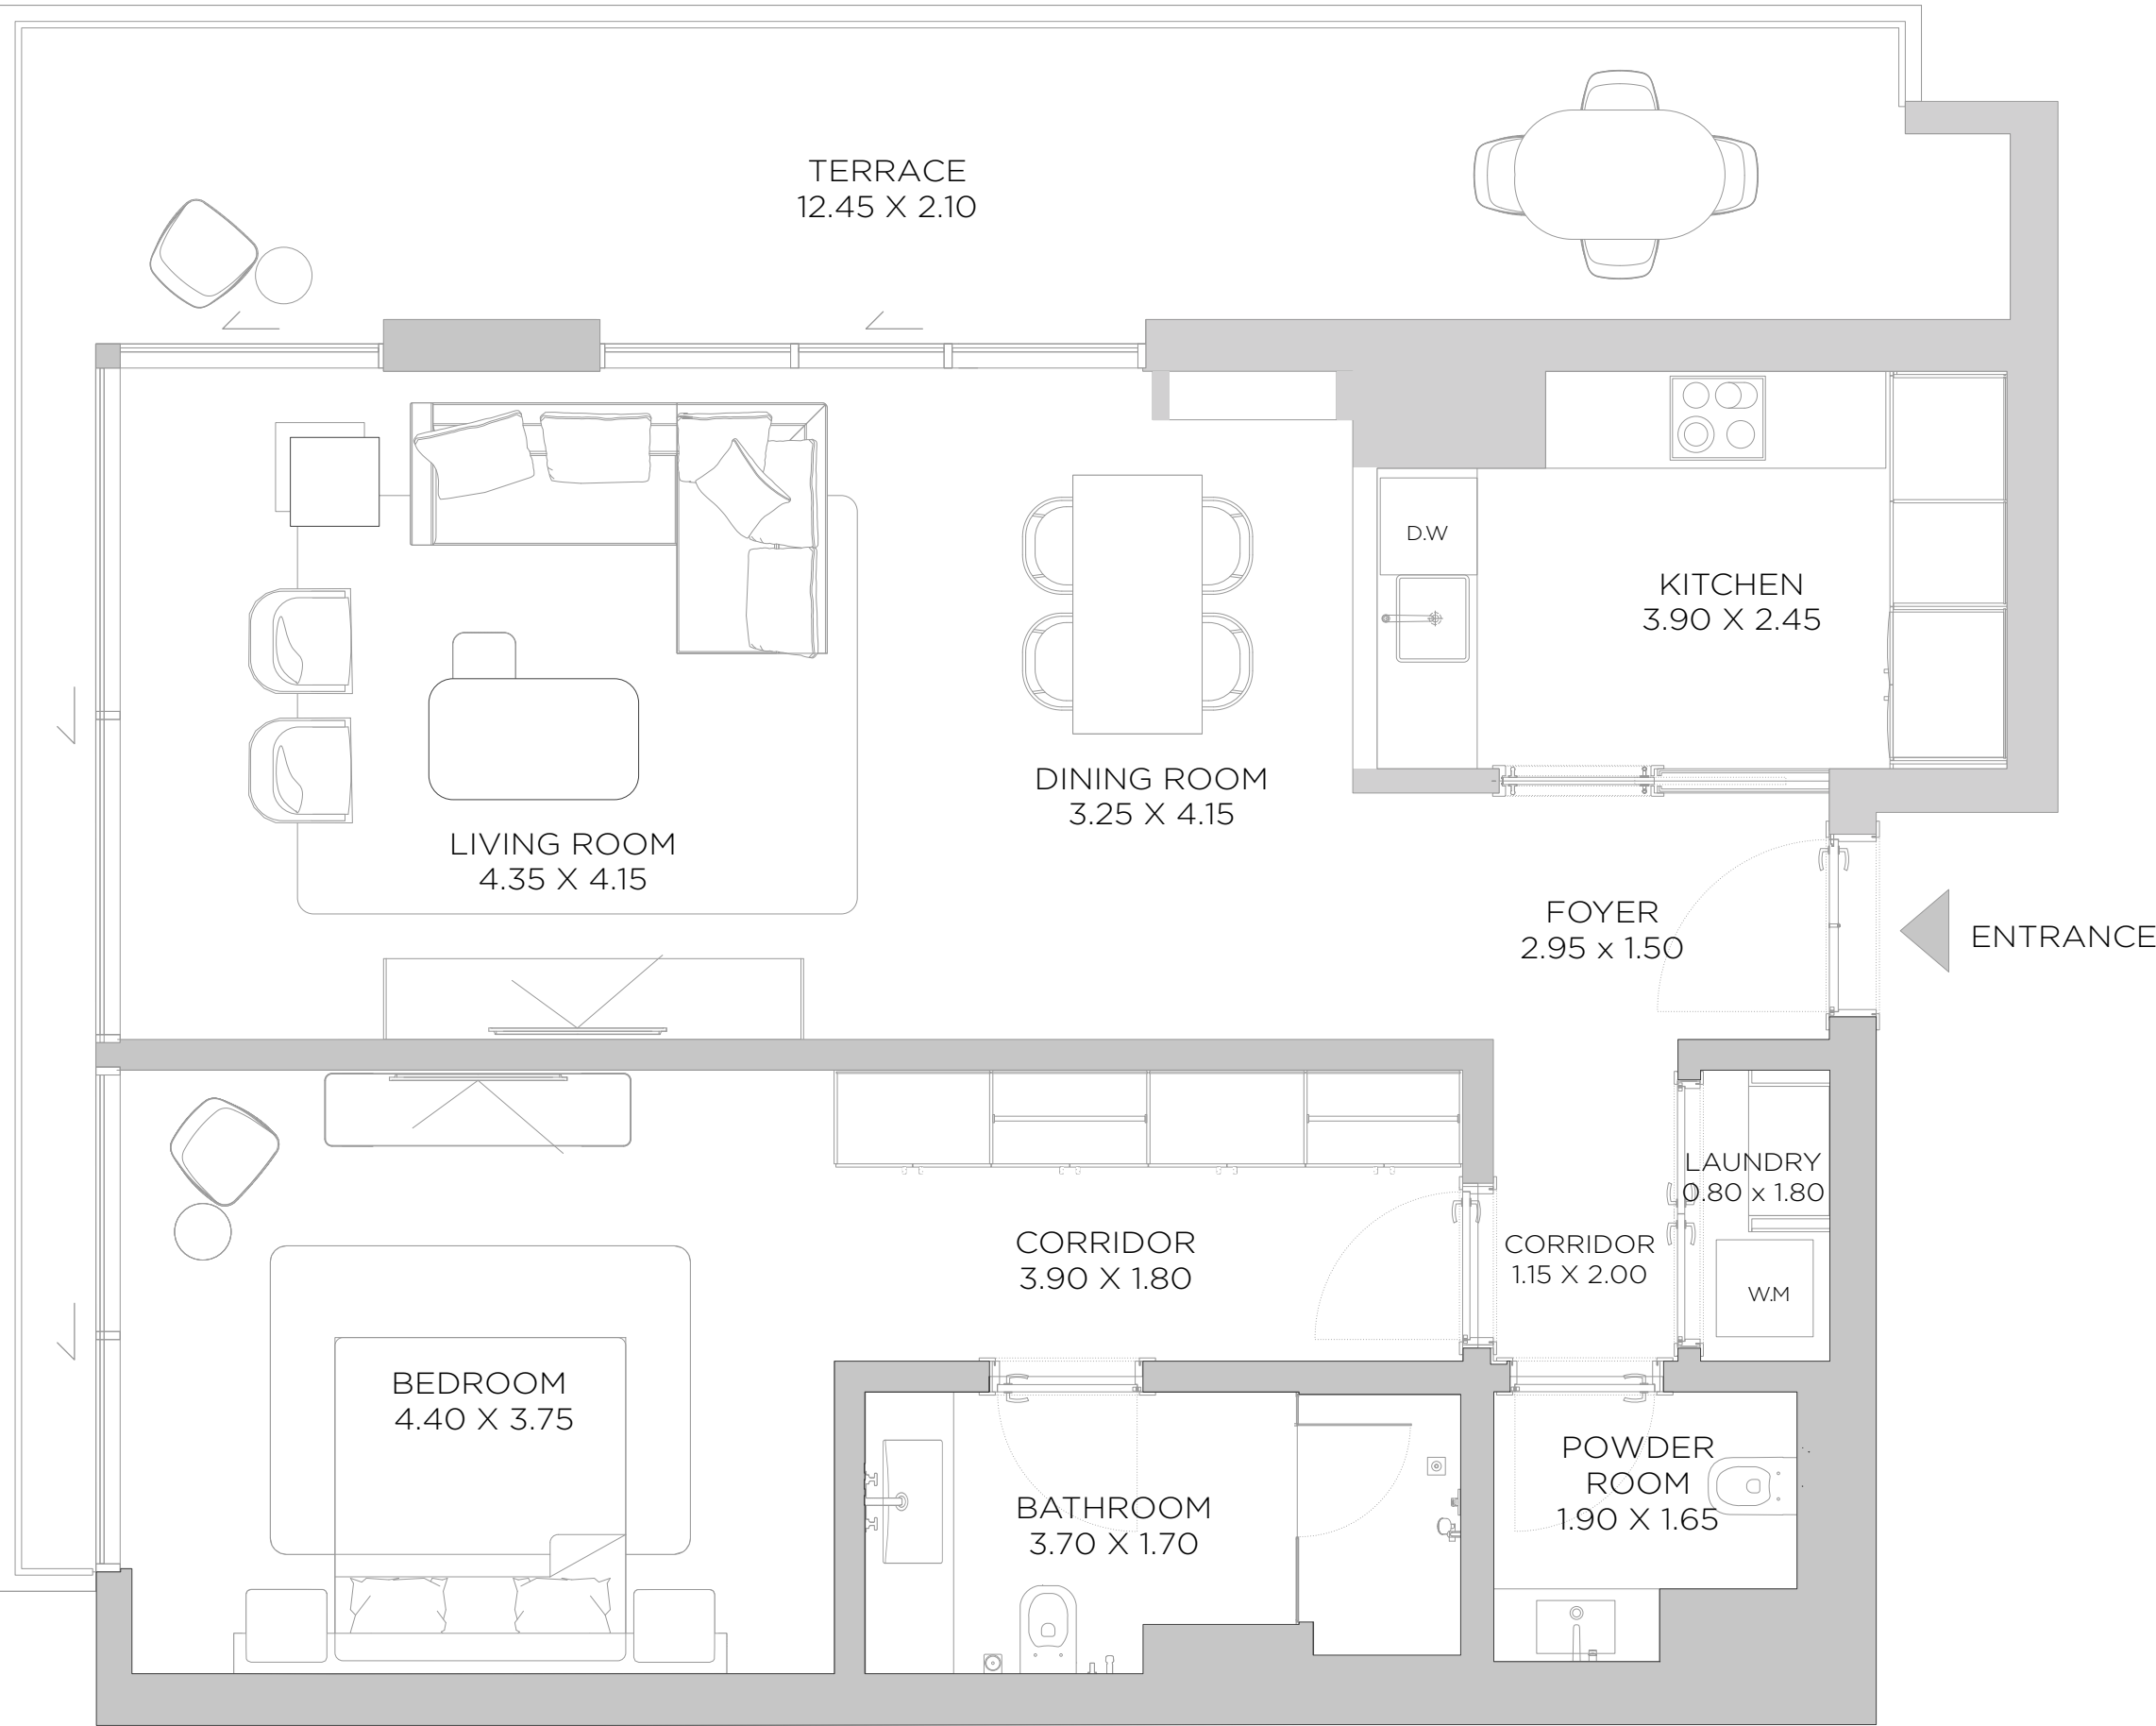 TERRACE
12.45 X 2.10
D.W
KITCHEN
3.90 X 2.45
DINING ROOM
3.25 X 4.15
LIVING ROOM
4.35 X 4.15
FOYER
2.95 x 1.50
ENTRANCE
LAUNDRY
0.80 x 1.80
CORRIDOR
3.90 X 1.80
CORRIDOR
1.15 X 2.00
W.M
BEDROOM
4.40 X 3.75
POWDER
ROOM
1.90 X 1.65
BATHROOM
3.70 X 1.70